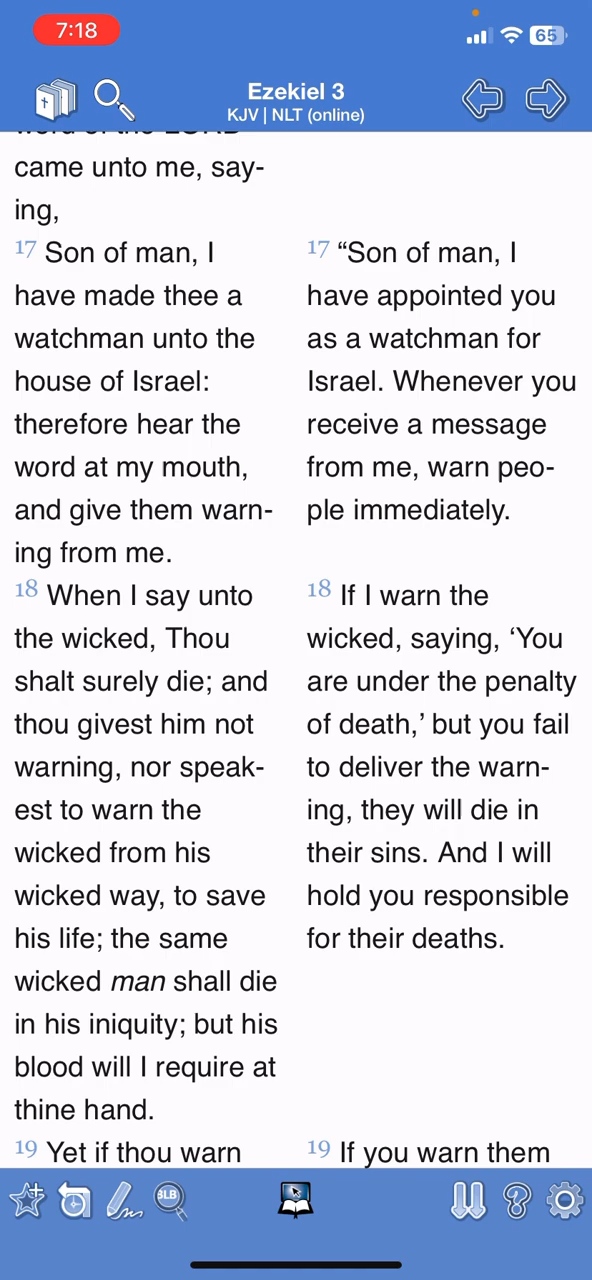 7:18
65
Ezekiel 3
KJV | NLT (online)
word of the LORD
came unto me, say-
ing,
17 Son of man, I
have made thee a
watchman unto the
house of Israel:
therefore hear the
word at my mouth,
and give them warn-
ing from me.
18 When I say unto
the wicked, Thou
shalt surely die; and
thou givest him not
warning, nor speak-
est to warn the
wicked from his
wicked way, to save
his life; the same
wicked man shall die
in his iniquity; but his
blood will I require at
thine hand.
19 Yet if thou warn
17 “Son of man, I
have appointed you
as a watchman for
Israel. Whenever you
receive a message
from me, warn peo-
ple immediately.
18 If I warn the
wicked, saying, ‘You
are under the penalty
of death,’ but you fail
to deliver the warn-
ing, they will die in
their sins. And I will
hold you responsible
for their deaths.
19 If you warn them
BLB